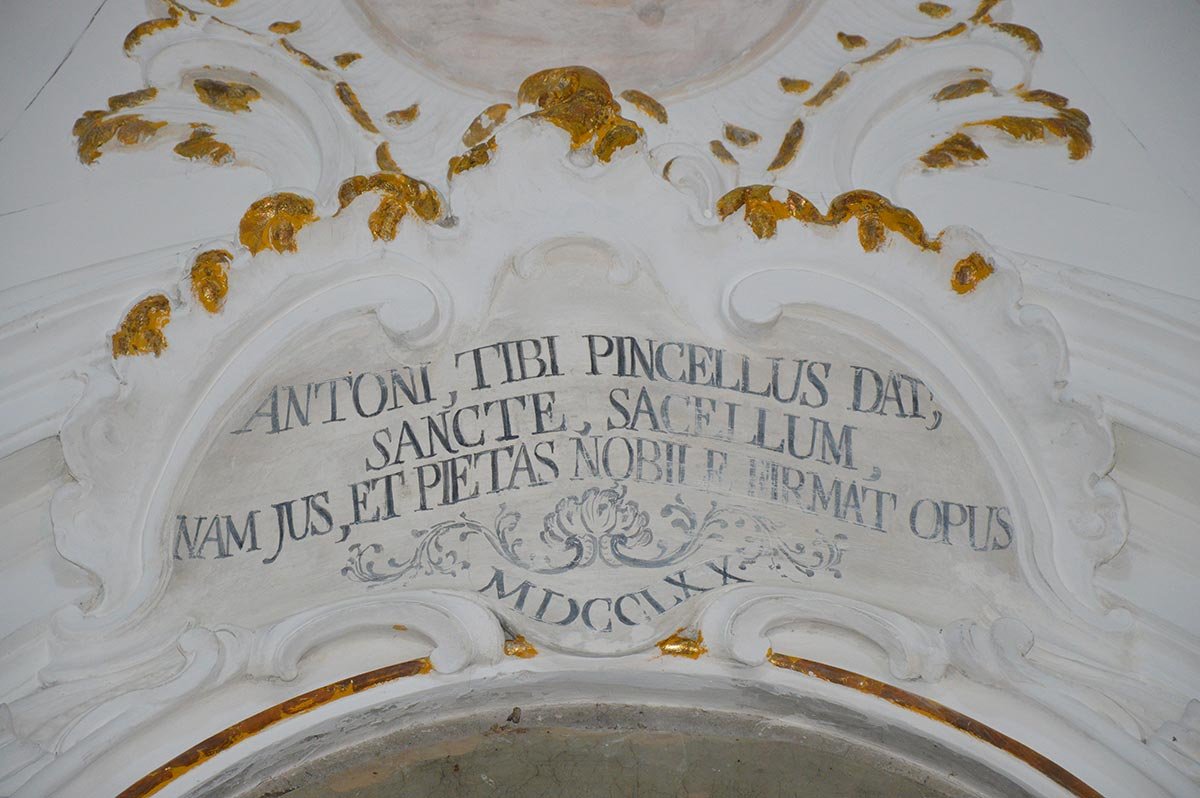 ANTONI, TIBI PINCELLUS DAT,
SANCTE, SACELLUM,
NAM JUS, ET PIETAS NOBILE FIRMAT OPUS
MDCCLXX